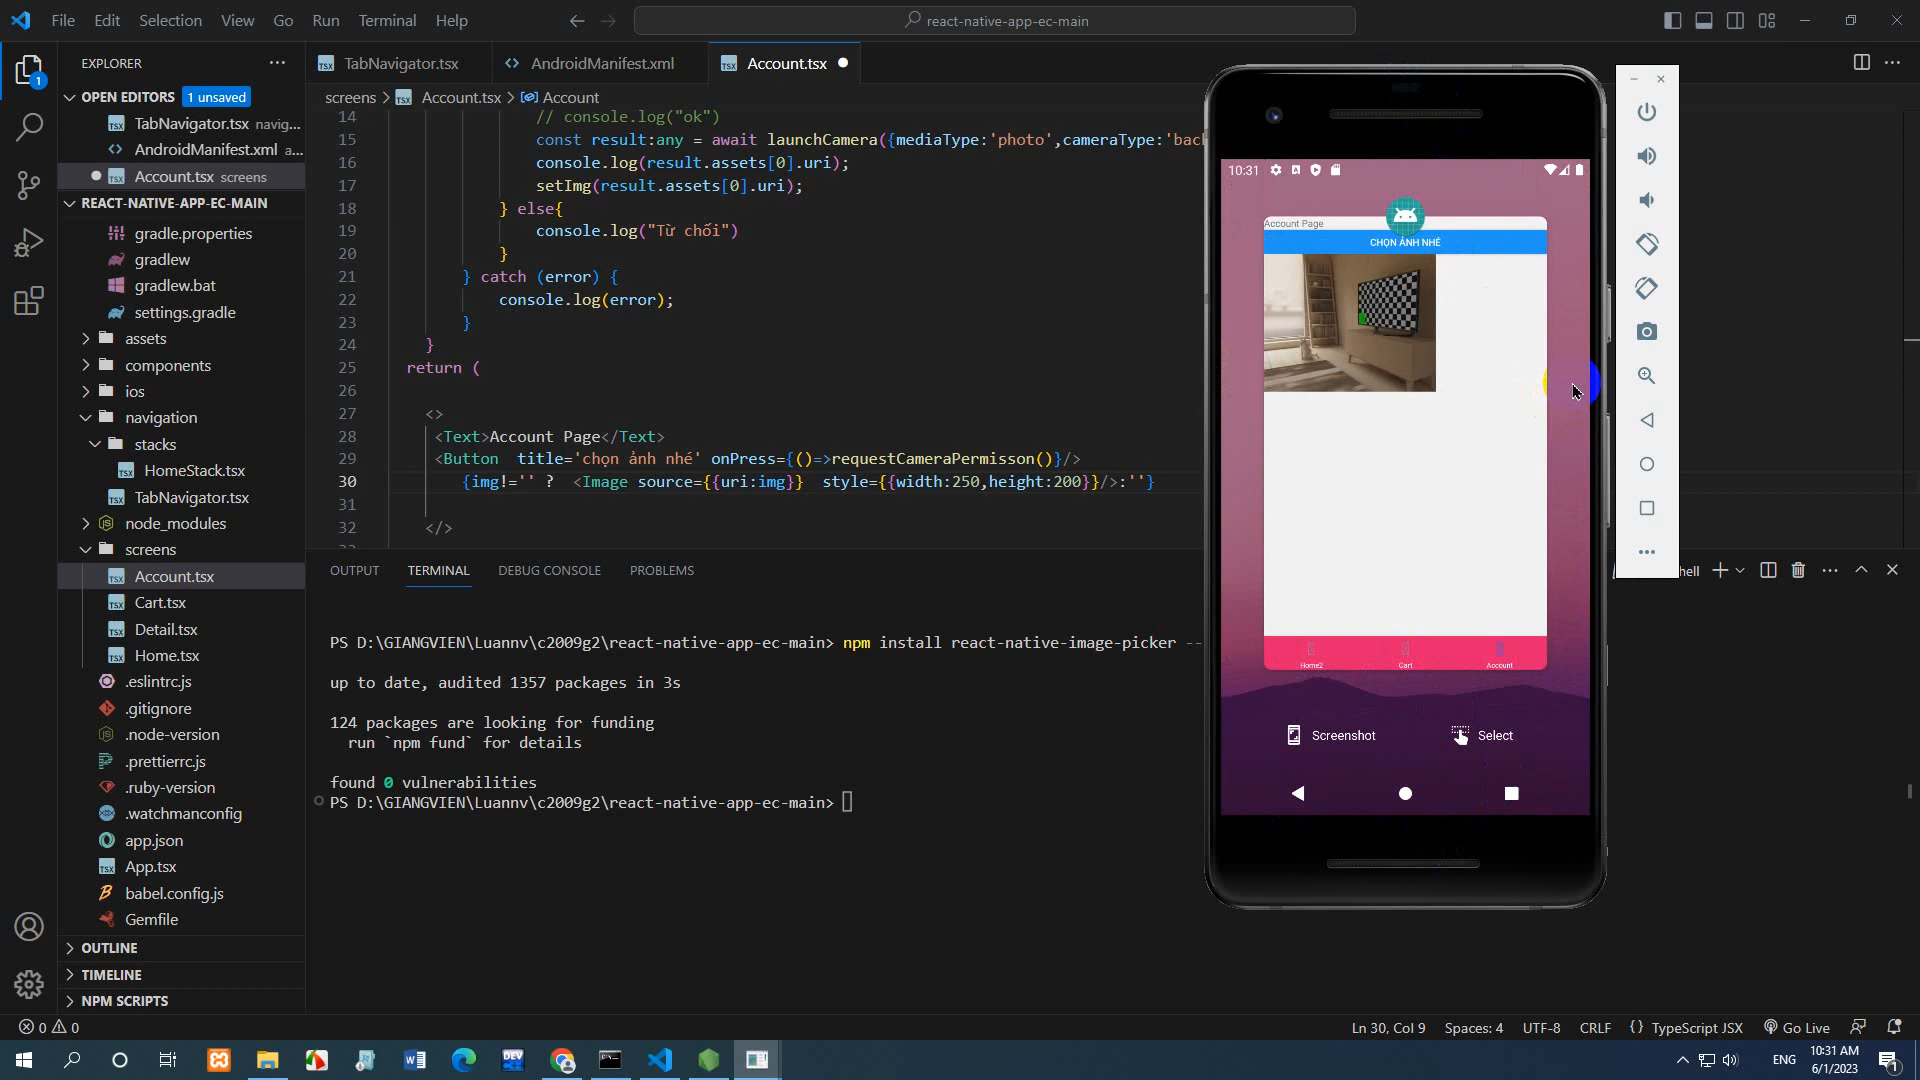 File Edit Selection View Go Run Terminal Help
react-native-app-ec-main
EXPLORER
TabNavigator.tsx
AndroidManifest.xml
Account.tsx
OPEN EDITORS 1 unsaved
TabNavigator.tsx navig...
AndroidManifest.xml a...
Account.tsx screens
REACT-NATIVE-APP-EC-MAIN
gradle.properties
gradlew
gradlew.bat
settings.gradle
assets
components
ios
navigation
stacks
HomeStack.tsx
TabNavigator.tsx
node_modules
screens
Account.tsx
Cart.tsx
Detail.tsx
Home.tsx
.eslintrc.js
.gitignore
.node-version
.prettierrc.js
.ruby-version
.watchmanconfig
app.json
App.tsx
babel.config.js
Gemfile
OUTLINE
TIMELINE
NPM SCRIPTS
screens > Account.tsx > Account
14 // console.log("ok")
15 const result:any = await launchCamera({mediaType:'photo',cameraType:'bac
16 console.log(result.assets[0].uri);
17 setImg(result.assets[0].uri);
18 } else{
19 console.log("Từ chối")
20 }
21 } catch (error) {
22 console.log(error);
23 }
24 }
25 return (
26
27 <>
28 <Text>Account Page</Text>
29 <Button title='chọn ảnh nhé' onPress={()=>requestCameraPermisson()}/>
30 {img!='' ? <Image source={{uri:img}} style={{width:250,height:200}}/>:''}
31
32 </>
OUTPUT TERMINAL DEBUG CONSOLE PROBLEMS
hell
PS D:\GIANGVIEN\Luannv\c2009g2\react-native-app-ec-main> npm install react-native-image-picker --
up to date, audited 1357 packages in 3s
124 packages are looking for funding
run `npm fund` for details
found 0 vulnerabilities
PS D:\GIANGVIEN\Luannv\c2009g2\react-native-app-ec-main>
10:31
Account Page
CHỌN ẢNH NHÉ
Home2 Cart Account
Screenshot Select
0 0
Ln 30, Col 9 Spaces: 4 UTF-8 CRLF {} TypeScript JSX Go Live
DEV
ENG
10:31 AM
6/1/2023
1